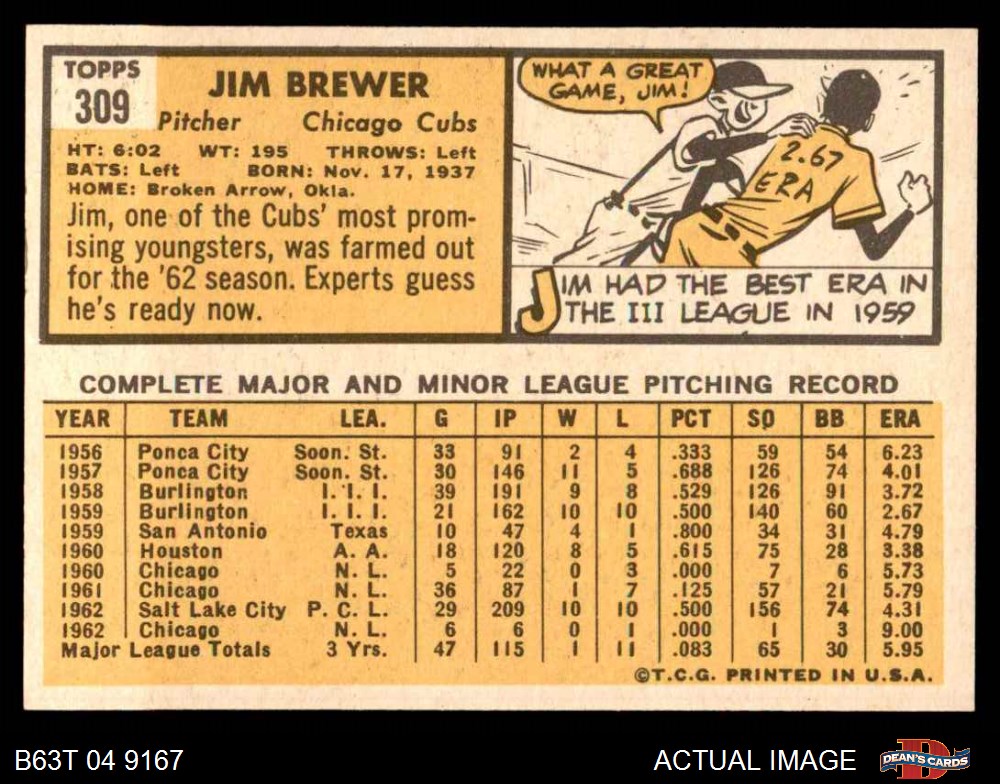 TOPPS
309
JIM BREWER
Pitcher Chicago Cubs
HT: 6:02 WT: 195 THROWS: Left
BATS: Left BORN: Nov. 17, 1937
HOME: Broken Arrow, Okla.
Jim, one of the Cubs' most prom-
ising youngsters, was farmed out
for the '62 season. Experts guess
he's ready now.
WHAT A GREAT
GAME, JIM!
2.67
ERA
JIM HAD THE BEST ERA IN
THE III LEAGUE IN 1959
COMPLETE MAJOR AND MINOR LEAGUE PITCHING RECORD
YEAR TEAM LEA. G IP W L PCT SO BB ERA
1956 Ponca City Soon. St. 33 91 2 4 .333 59 54 6.23
1957 Ponca City Soon. St. 30 146 11 5 .688 126 74 4.01
1958 Burlington I. I. I. 39 191 9 8 .529 126 91 3.72
1959 Burlington I. I. I. 21 162 10 10 .500 140 60 2.67
1959 San Antonio Texas 10 47 4 1 .800 34 31 4.79
1960 Houston A. A. 18 120 8 5 .615 75 28 3.38
1960 Chicago N. L. 5 22 0 3 .000 7 6 5.73
1961 Chicago N. L. 36 87 1 7 .125 57 21 5.79
1962 Salt Lake City P. C. L. 29 209 10 10 .500 156 74 4.31
1962 Chicago N. L. 6 6 0 1 .000 1 3 9.00
Major League Totals 3 Yrs. 47 115 1 11 .083 65 30 5.95
©T.C.G. PRINTED IN U.S.A.
B63T 04 9167 ACTUAL IMAGE
D
DEAN'S CARDS